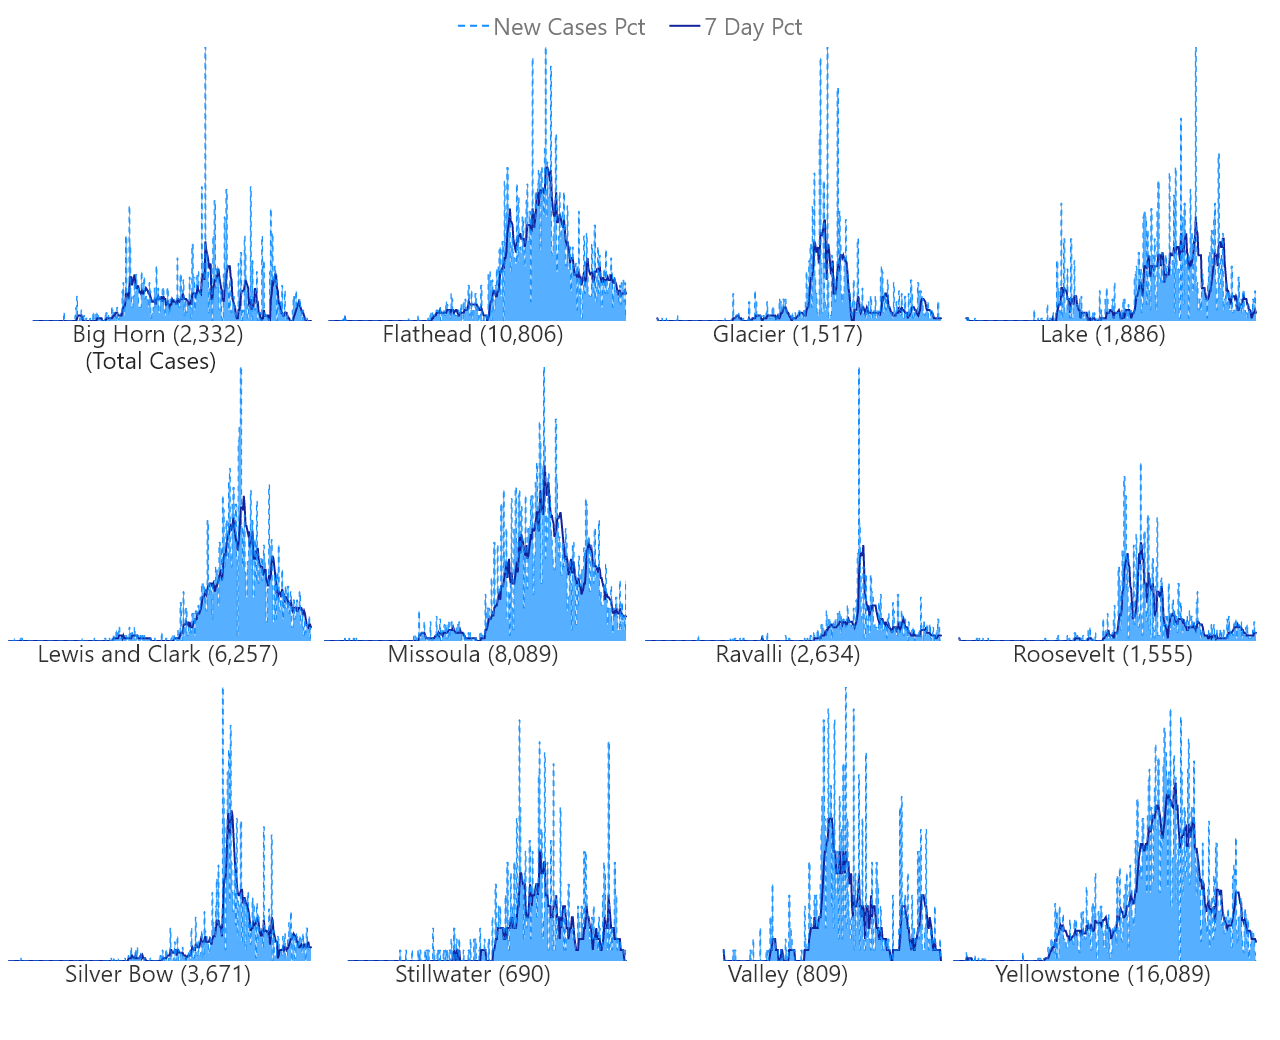 New Cases Pct 7 Day Pct
Big Horn (2,332) Flathead (10,806) Glacier (1,517) Lake (1,886)
(Total Cases)
Lewis and Clark (6,257) Missoula (8,089) Ravalli (2,634) Roosevelt (1,555)
Silver Bow (3,671) Stillwater (690) Valley (809) Yellowstone (16,089)